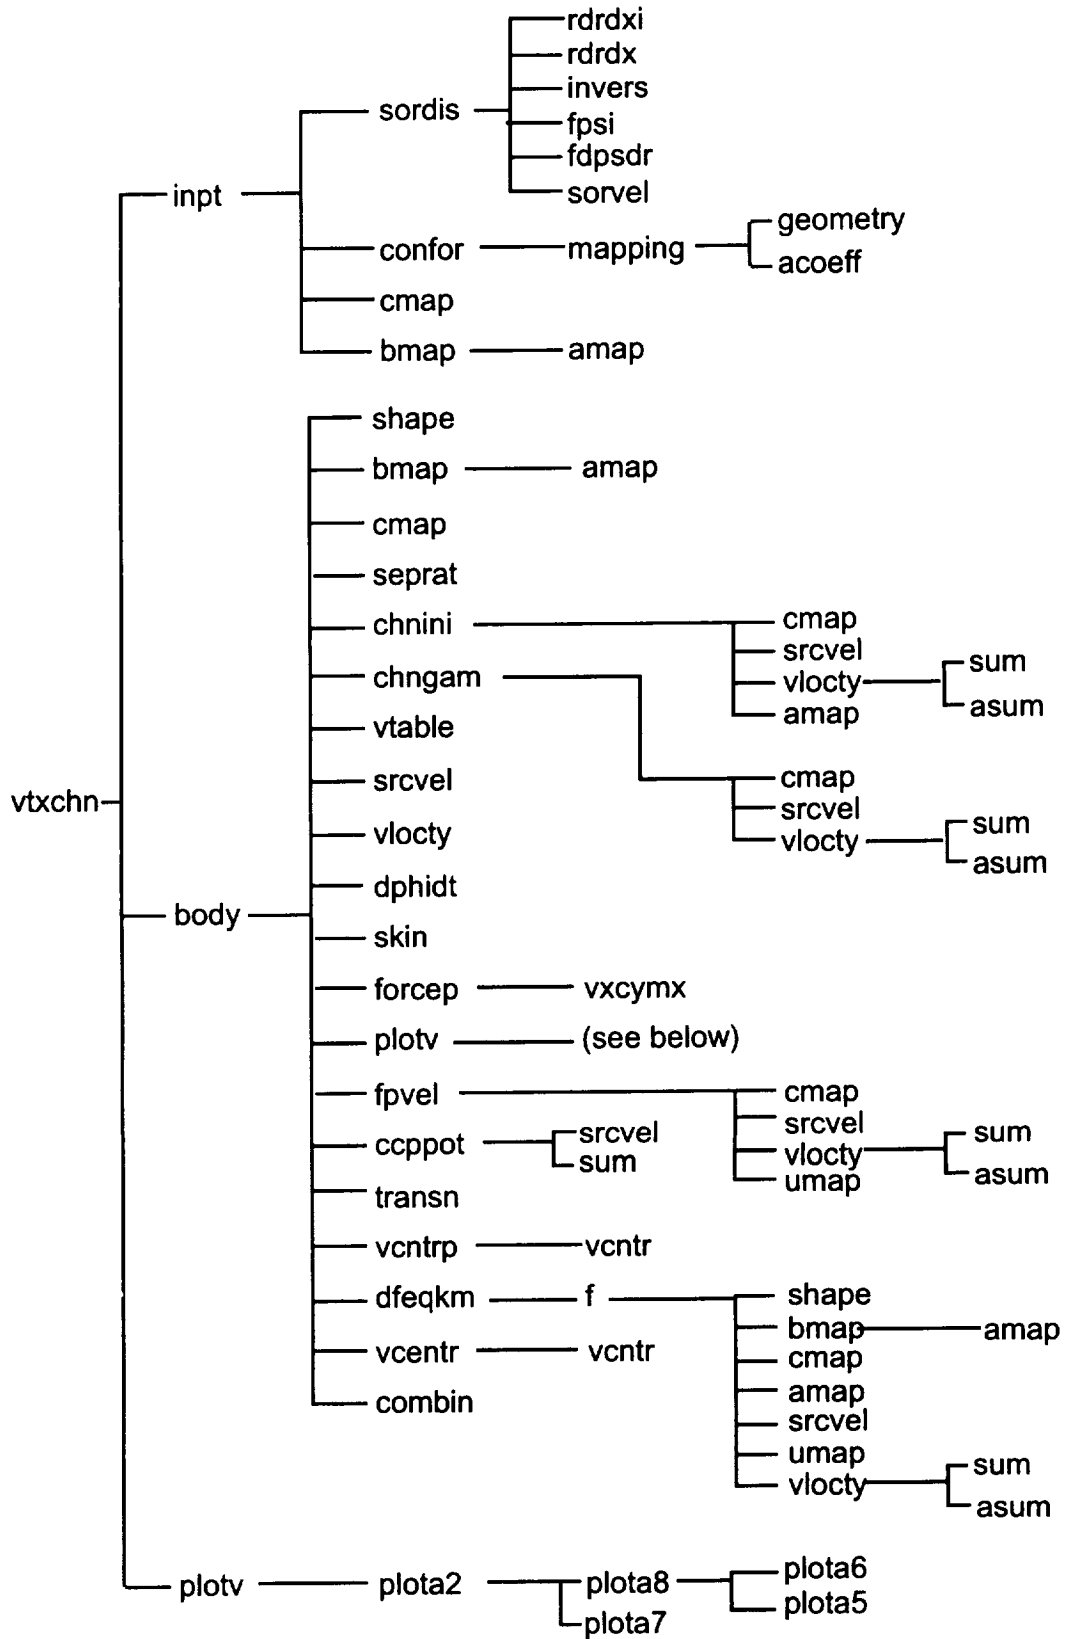 rdrdxi
rdrdx
invers
sordis
fpsi
fdpsdr
sorvel
inpt
geometry
confor mapping
acoeff
cmap
bmap amap
shape
bmap amap
cmap
seprat
chnini cmap
srcvel
sum
chngam vlocty
asum
amap
vtable
srcvel cmap
vtxchn srcvel
sum
vlocty vlocty
asum
dphidt
body
skin
forcep vxcymx
plotv (see below)
fpvel cmap
srcvel
srcvel sum
ccppot vlocty
sum asum
umap
transn
vcntrp vcntr
dfeqkm f shape
bmap amap
vcentr vcntr
cmap
amap
combin
srcvel
umap
sum
vlocty
asum
plota6
plotv plota2 plota8
plota5
plota7